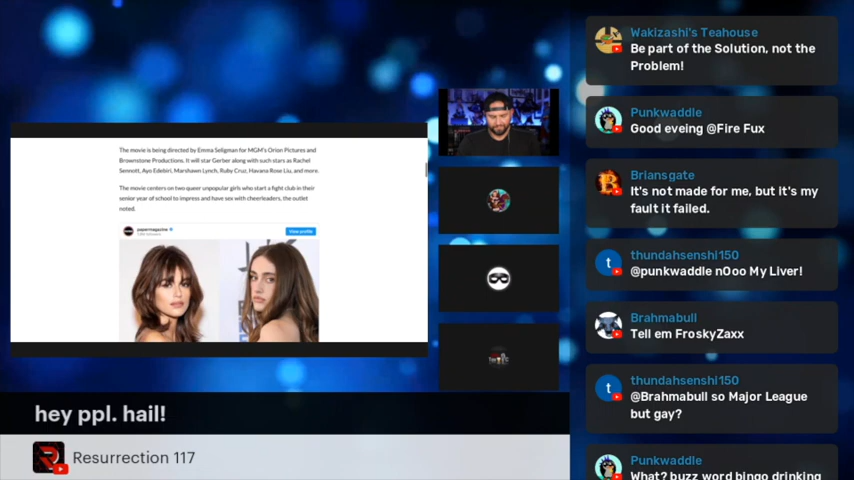 The movie is being directed by Emma Seligman for MGM's Orion Pictures and
Brownstone Productions. It will star Gerber along with such stars as Rachel
Sennott, Ayo Edebiri, Marshawn Lynch, Ruby Cruz, Havana Rose Liu, and more.
The movie centers on two queer unpopular girls who start a fight club in their
senior year of school to impress and have sex with cheerleaders, the outlet
noted.
papermagazine
View profile
hey ppl. hail!
Resurrection 117
Wakizashi's Teahouse
Be part of the Solution, not the
Problem!
Punkwaddle
Good eveing @Fire Fux
Briansgate
It's not made for me, but it's my
fault it failed.
thundahsenshi150
@punkwaddle nOoo My Liver!
Brahmabull
Tell em FroskyZaxx
thundahsenshi150
@Brahmabull so Major League
but gay?
Punkwaddle
What? buzz word bingo drinking